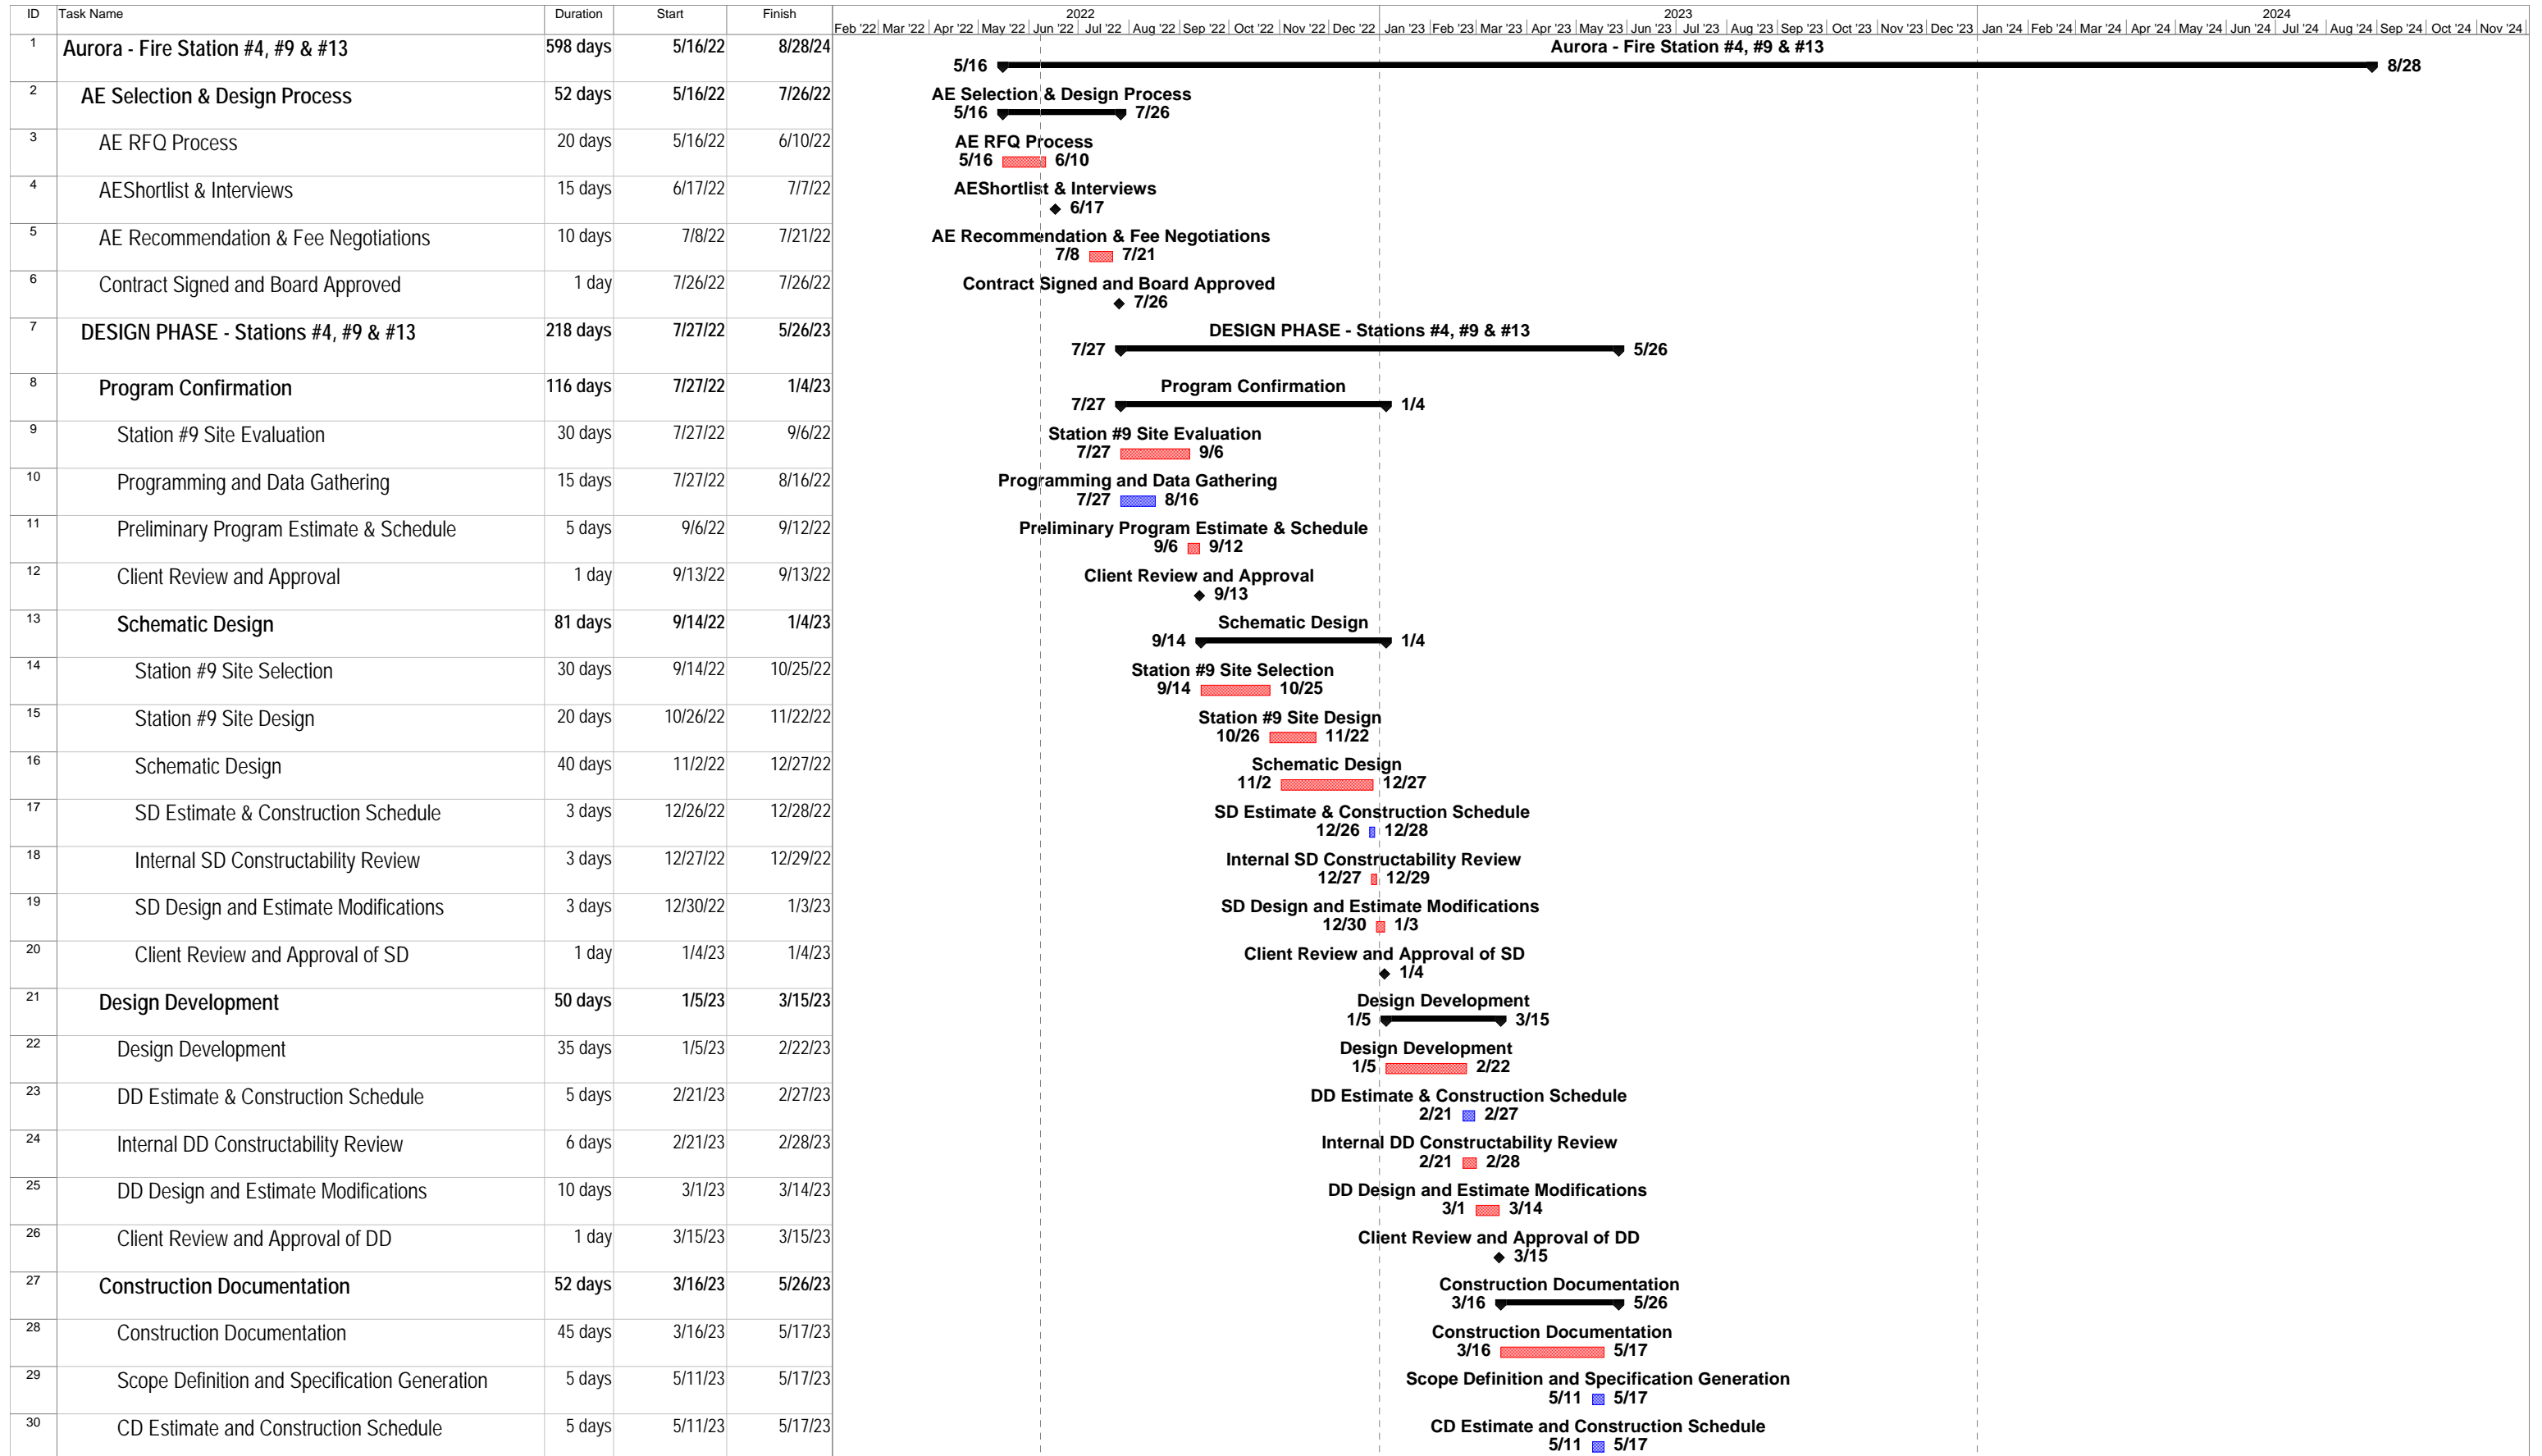 ID Task Name Duration Start Finish 2022 2023 2024
Feb '22 Mar '22 Apr '22 May '22 Jun '22 Jul '22 Aug '22 Sep '22 Oct '22 Nov '22 Dec '22 Jan '23 Feb '23 Mar '23 Apr '23 May '23 Jun '23 Jul '23 Aug '23 Sep '23 Oct '23 Nov '23 Dec '23 Jan '24 Feb '24 Mar '24 Apr '24 May '24 Jun '24 Jul '24 Aug '24 Sep '24 Oct '24 Nov '24
1 Aurora - Fire Station #4, #9 & #13 598 days 5/16/22 8/28/24 Aurora - Fire Station #4, #9 & #13
5/16 8/28
2 AE Selection & Design Process 52 days 5/16/22 7/26/22 AE Selection & Design Process
5/16 7/26
3 AE RFQ Process 20 days 5/16/22 6/10/22 AE RFQ Process
5/16 6/10
4 AEShortlist & Interviews 15 days 6/17/22 7/7/22 AEShortlist & Interviews
6/17
5 AE Recommendation & Fee Negotiations 10 days 7/8/22 7/21/22 AE Recommendation & Fee Negotiations
7/8 7/21
6 Contract Signed and Board Approved 1 day 7/26/22 7/26/22 Contract Signed and Board Approved
7/26
7 DESIGN PHASE - Stations #4, #9 & #13 218 days 7/27/22 5/26/23 DESIGN PHASE - Stations #4, #9 & #13
7/27 5/26
8 Program Confirmation 116 days 7/27/22 1/4/23 Program Confirmation
7/27 1/4
9 Station #9 Site Evaluation 30 days 7/27/22 9/6/22 Station #9 Site Evaluation
7/27 9/6
10 Programming and Data Gathering 15 days 7/27/22 8/16/22 Programming and Data Gathering
7/27 8/16
11 Preliminary Program Estimate & Schedule 5 days 9/6/22 9/12/22 Preliminary Program Estimate & Schedule
9/6 9/12
12 Client Review and Approval 1 day 9/13/22 9/13/22 Client Review and Approval
9/13
13 Schematic Design 81 days 9/14/22 1/4/23 Schematic Design
9/14 1/4
14 Station #9 Site Selection 30 days 9/14/22 10/25/22 Station #9 Site Selection
9/14 10/25
15 Station #9 Site Design 20 days 10/26/22 11/22/22 Station #9 Site Design
10/26 11/22
16 Schematic Design 40 days 11/2/22 12/27/22 Schematic Design
11/2 12/27
17 SD Estimate & Construction Schedule 3 days 12/26/22 12/28/22 SD Estimate & Construction Schedule
12/26 12/28
18 Internal SD Constructability Review 3 days 12/27/22 12/29/22 Internal SD Constructability Review
12/27 12/29
19 SD Design and Estimate Modifications 3 days 12/30/22 1/3/23 SD Design and Estimate Modifications
12/30 1/3
20 Client Review and Approval of SD 1 day 1/4/23 1/4/23 Client Review and Approval of SD
1/4
21 Design Development 50 days 1/5/23 3/15/23 Design Development
1/5 3/15
22 Design Development 35 days 1/5/23 2/22/23 Design Development
1/5 2/22
23 DD Estimate & Construction Schedule 5 days 2/21/23 2/27/23 DD Estimate & Construction Schedule
2/21 2/27
24 Internal DD Constructability Review 6 days 2/21/23 2/28/23 Internal DD Constructability Review
2/21 2/28
25 DD Design and Estimate Modifications 10 days 3/1/23 3/14/23 DD Design and Estimate Modifications
3/1 3/14
26 Client Review and Approval of DD 1 day 3/15/23 3/15/23 Client Review and Approval of DD
3/15
27 Construction Documentation 52 days 3/16/23 5/26/23 Construction Documentation
3/16 5/26
28 Construction Documentation 45 days 3/16/23 5/17/23 Construction Documentation
3/16 5/17
29 Scope Definition and Specification Generation 5 days 5/11/23 5/17/23 Scope Definition and Specification Generation
5/11 5/17
30 CD Estimate and Construction Schedule 5 days 5/11/23 5/17/23 CD Estimate and Construction Schedule
5/11 5/17